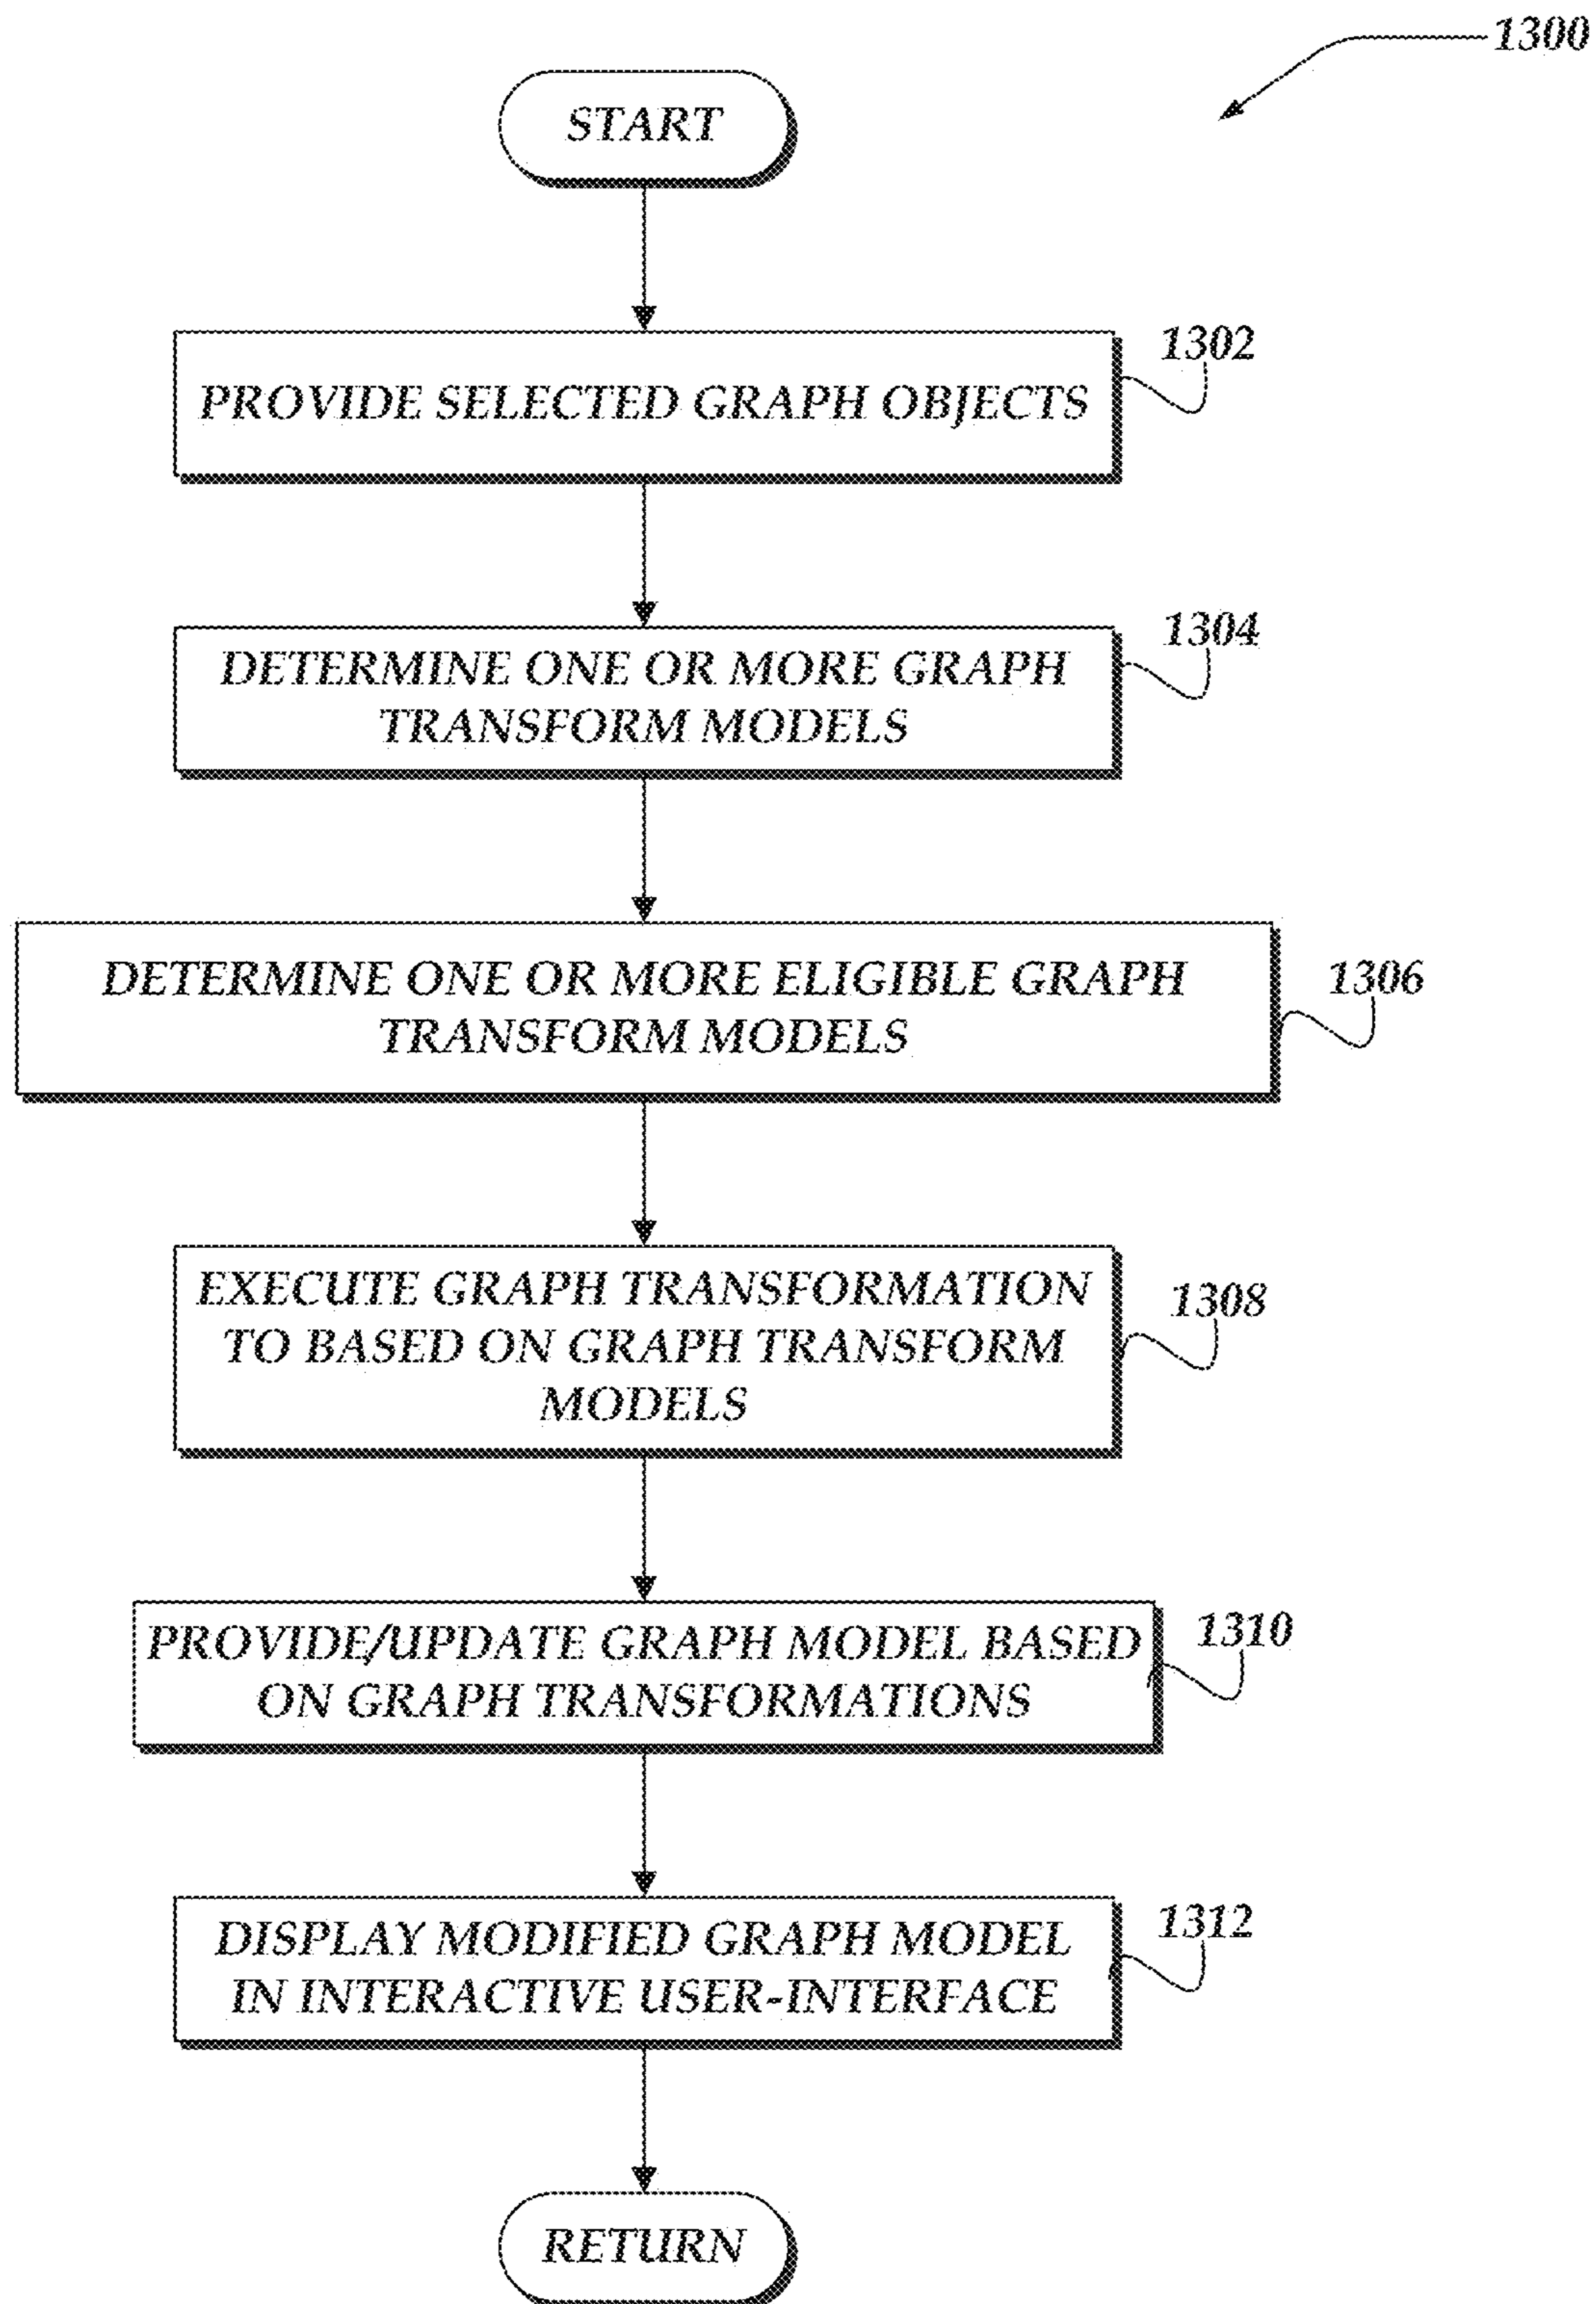 1300
START
1302
PROVIDE SELECTED GRAPH OBJECTS
1304
DETERMINE ONE OR MORE GRAPH
TRANSFORM MODELS
1306
DETERMINE ONE OR MORE ELIGIBLE GRAPH
TRANSFORM MODELS
1308
EXECUTE GRAPH TRANSFORMATION
TO BASED ON GRAPH TRANSFORM
MODELS
1310
PROVIDE/UPDATE GRAPH MODEL BASED
ON GRAPH TRANSFORMATIONS
1312
DISPLAY MODIFIED GRAPH MODEL
IN INTERACTIVE USER-INTERFACE
RETURN